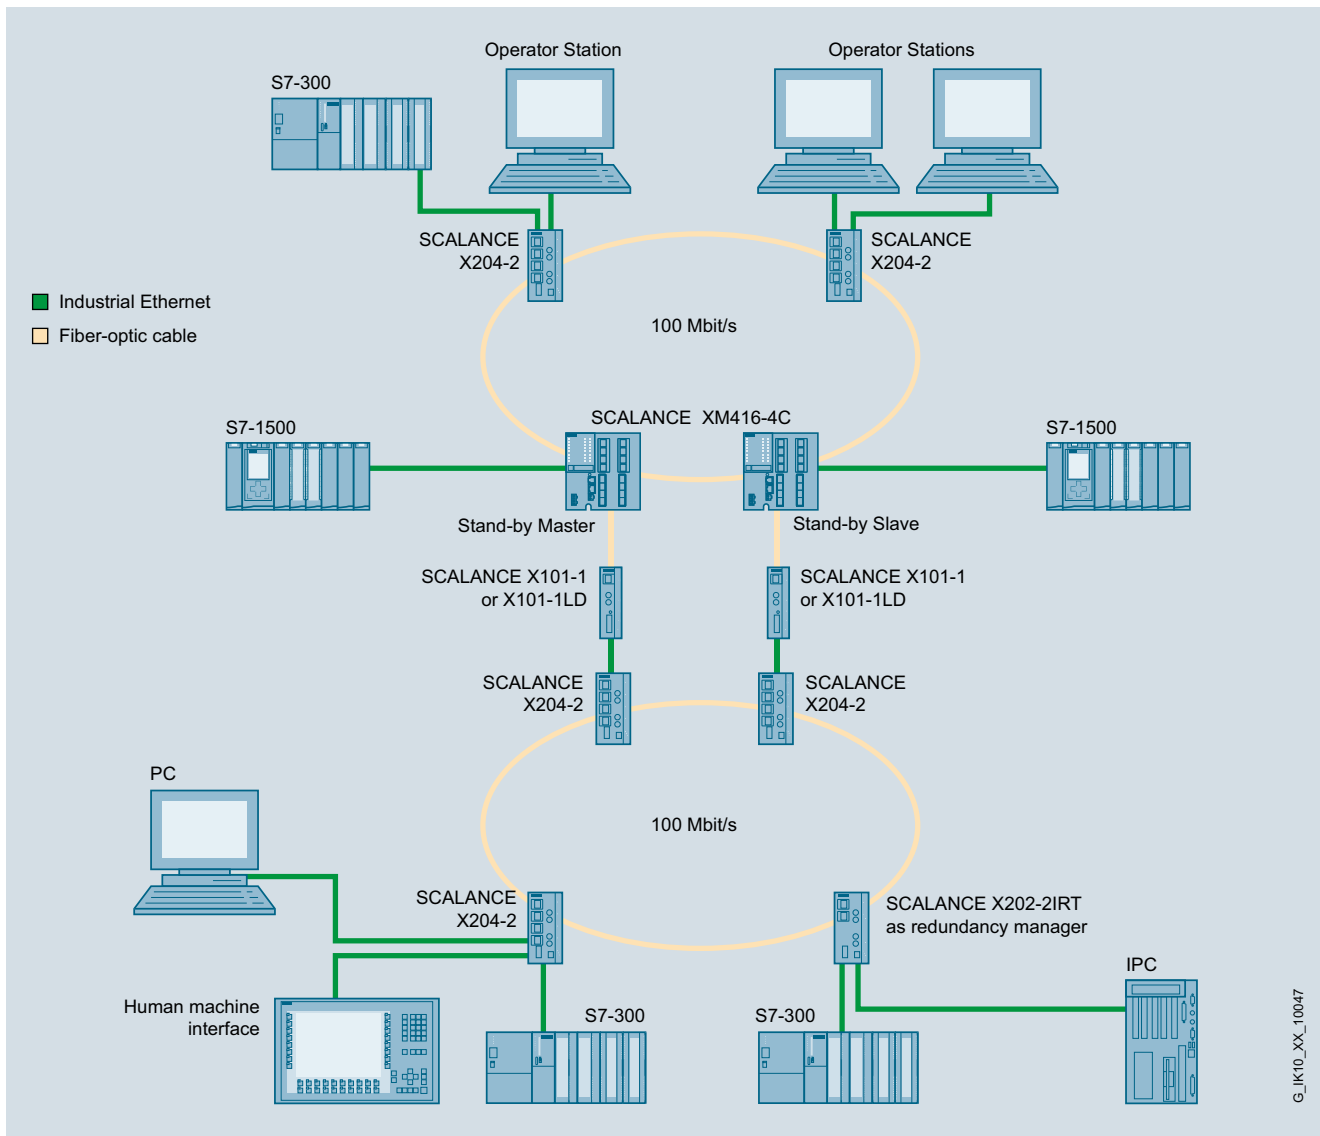 Operator Station
Operator Stations
S7-300
SCALANCE
X204-2
SCALANCE
X204-2
Industrial Ethernet
Fiber-optic cable
100 Mbit/s
SCALANCE XM416-4C
S7-1500
S7-1500
Stand-by Master
Stand-by Slave
SCALANCE X101-1
or X101-1LD
SCALANCE X101-1
or X101-1LD
SCALANCE
X204-2
SCALANCE
X204-2
PC
100 Mbit/s
SCALANCE
X204-2
SCALANCE X202-2IRT
as redundancy manager
IPC
Human machine
interface
S7-300
S7-300
G_IK10_XX_10047